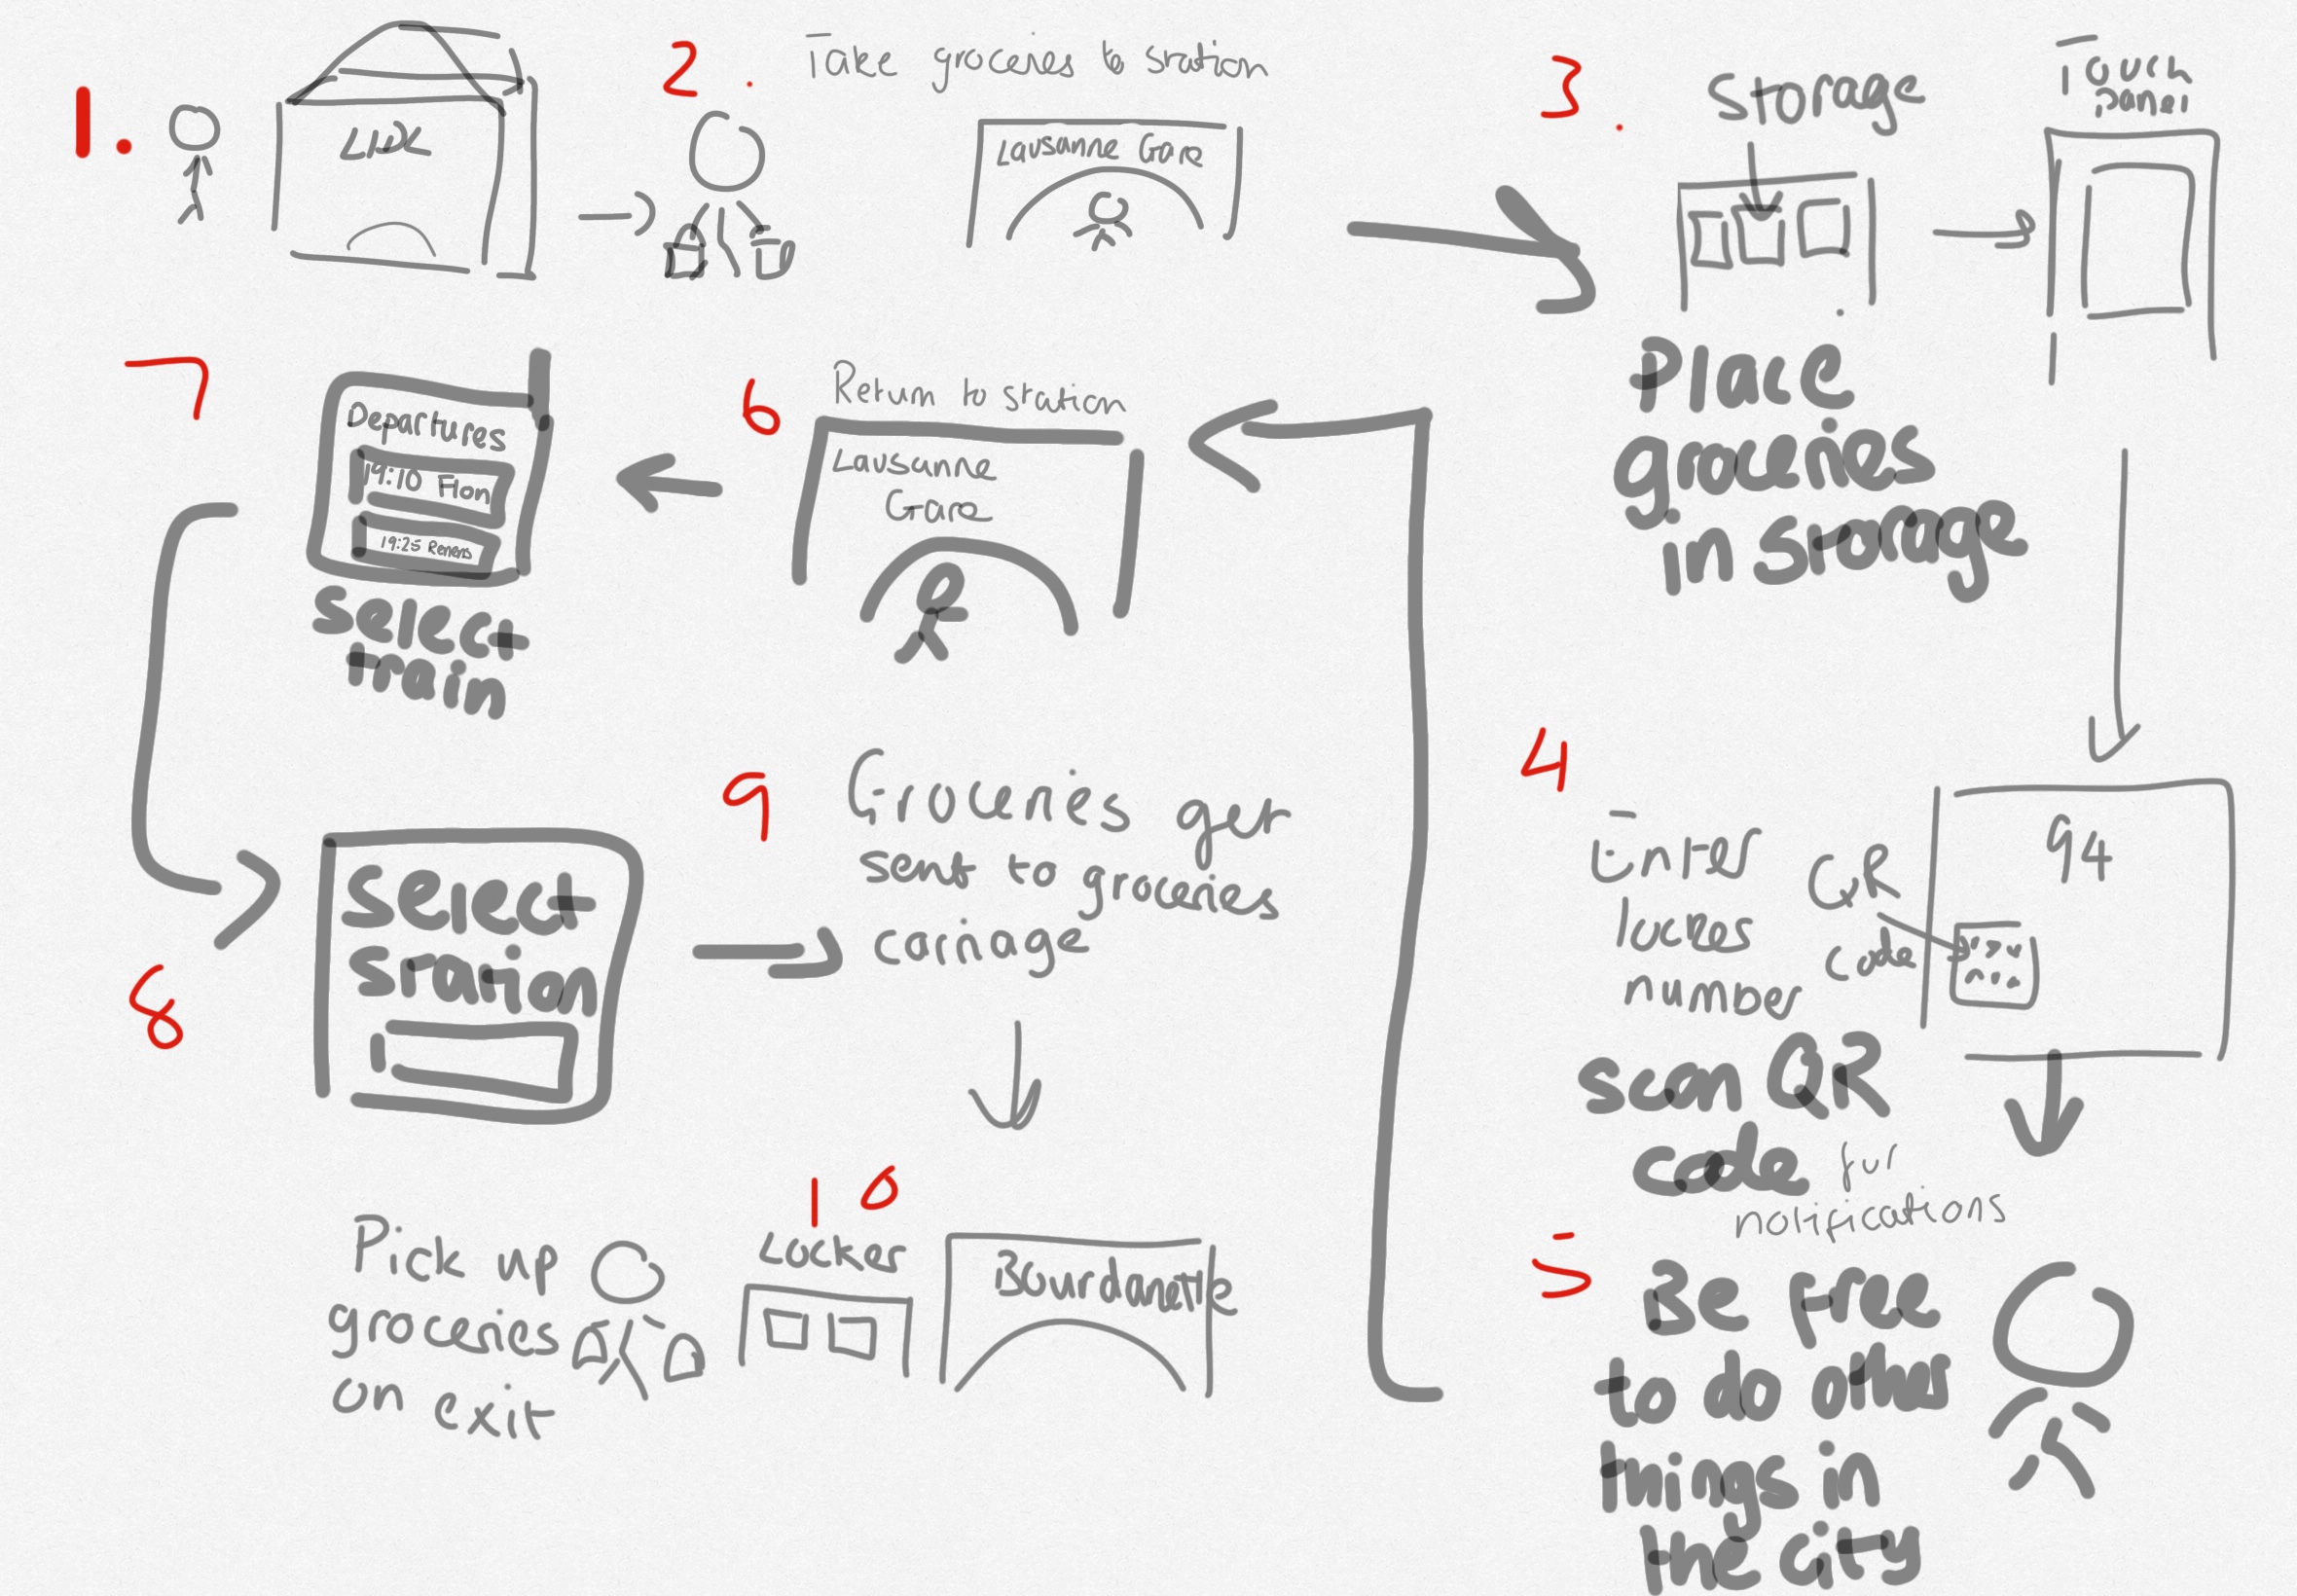 1.
LIDL
2.
Take groceries to station
Lausanne Gare
3.
Storage
Touch
panel
Place
groceries
in storage
4
Enter
locker
number
QR
code
94
scan QR
code for
notifications
5
Be free
to do other
things in
the city
6
Return to station
Lausanne
Gare
7
Departures
19:10 Flon
19:25 Renens
select
train
8
select
station
9
Groceries get
sent to groceries
carriage
10
Locker
Bourdanette
Pick up
groceries
on exit